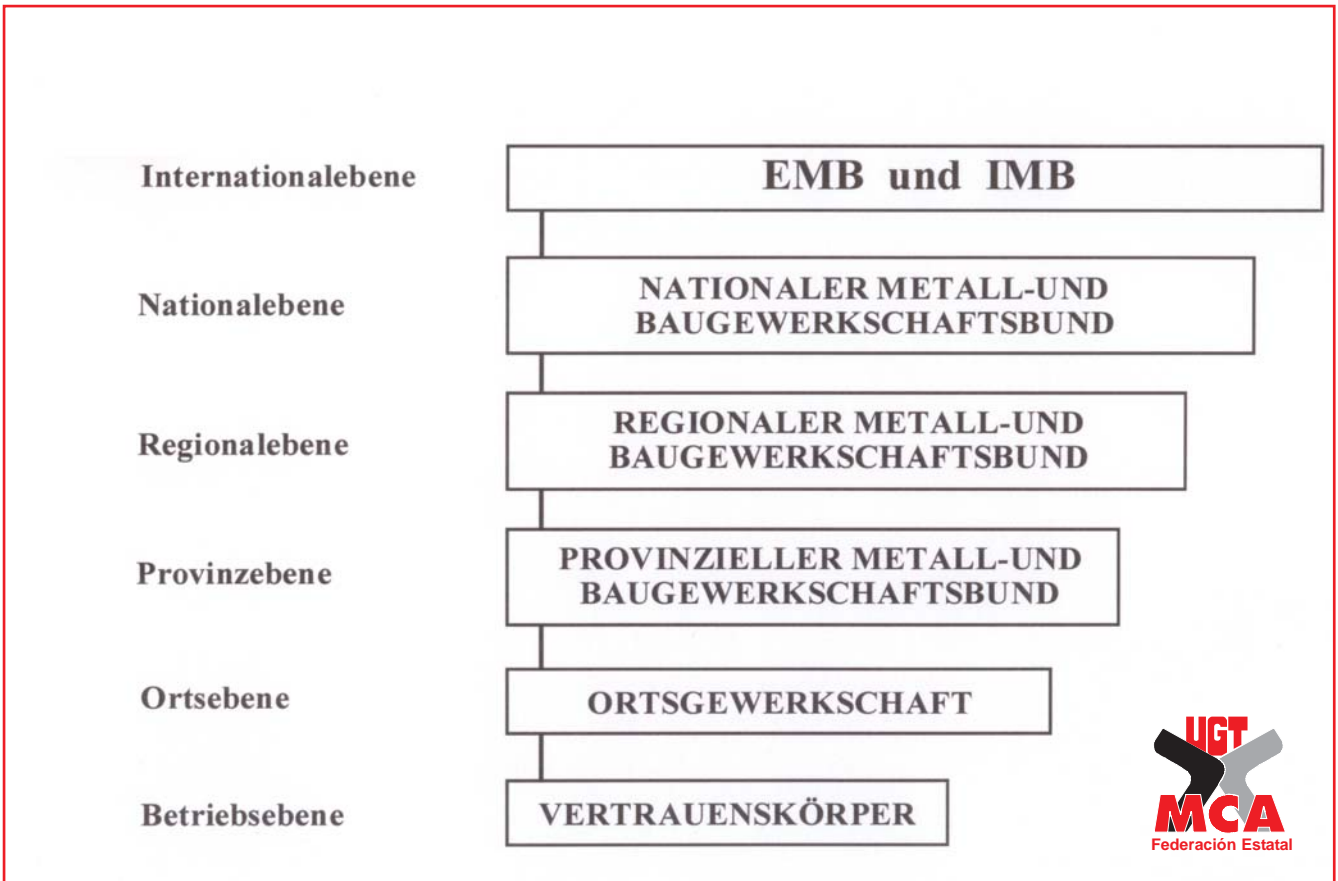 Internationalebene
EMB und IMB
Nationalebene
NATIONALER METALL-UND
BAUGEWERKSCHAFTSBUND
Regionalebene
REGIONALER METALL-UND
BAUGEWERKSCHAFTSBUND
Provinzebene
PROVINZIELLER METALL-UND
BAUGEWERKSCHAFTSBUND
Ortsebene
ORTSGEWERKSCHAFT
Betriebsebene
VERTRAUENSKÖRPER
UGT
MCA
Federación Estatal